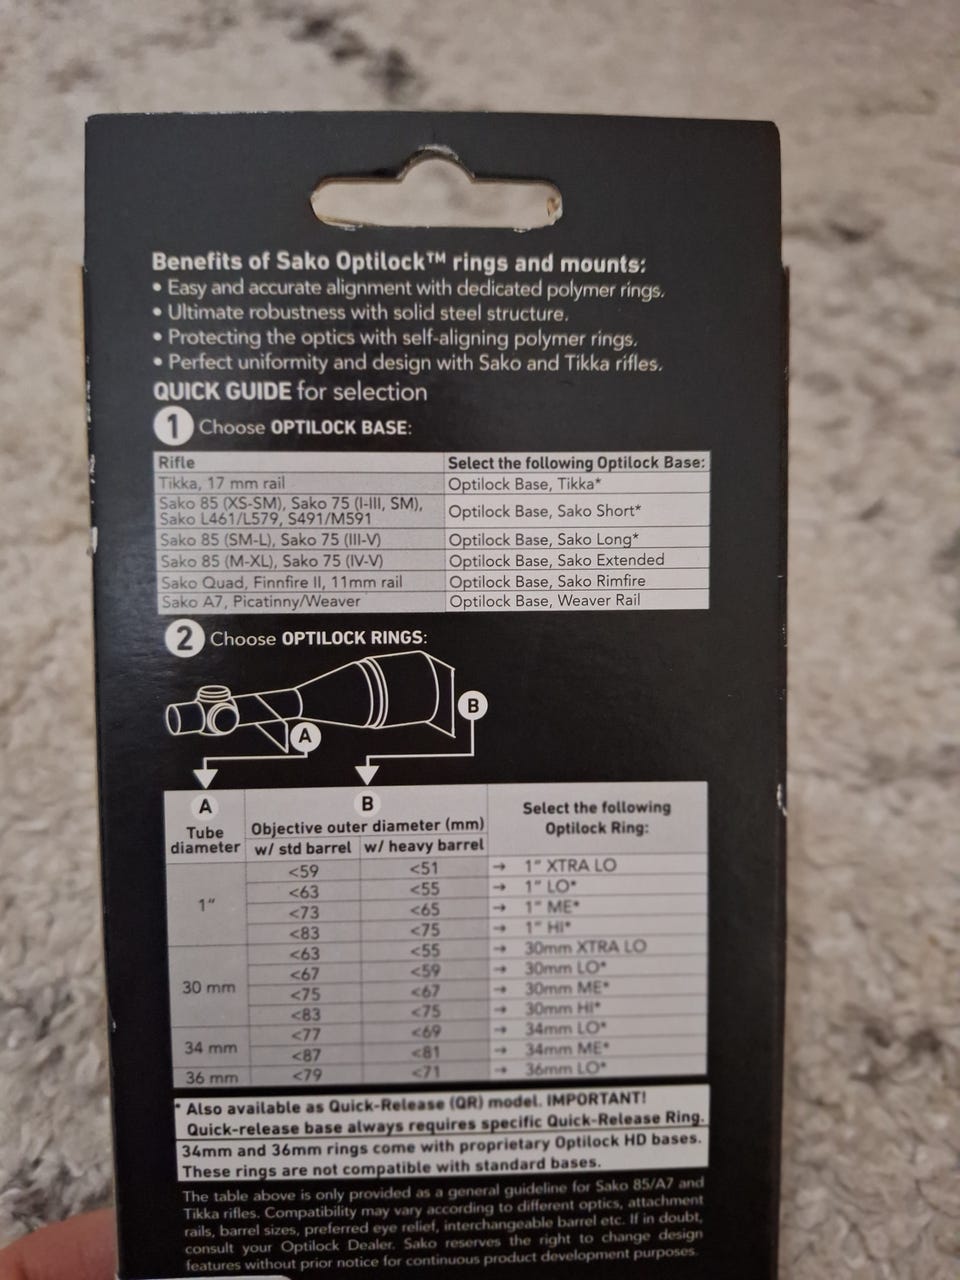 Benefits of Sako Optilock™ rings and mounts:
• Easy and accurate alignment with dedicated polymer rings.
• Ultimate robustness with solid steel structure.
• Protecting the optics with self-aligning polymer rings.
• Perfect uniformity and design with Sako and Tikka rifles.
QUICK GUIDE for selection
1 Choose OPTILOCK BASE:
Rifle Select the following Optilock Base:
Tikka, 17 mm rail Optilock Base, Tikka*
Sako 85 (XS-SM), Sako 75 (I-III, SM),
Sako L461/L579, S491/M591 Optilock Base, Sako Short*
Sako 85 (SM-L), Sako 75 (III-V) Optilock Base, Sako Long*
Sako 85 (M-XL), Sako 75 (IV-V) Optilock Base, Sako Extended
Sako Quad, Finnfire II, 11mm rail Optilock Base, Sako Rimfire
Sako A7, Picatinny/Weaver Optilock Base, Weaver Rail
2 Choose OPTILOCK RINGS:
B
A
A B Select the following
Tube Objective outer diameter (mm) Optilock Ring:
diameter w/ std barrel w/ heavy barrel
1" <59 <51 → 1" XTRA LO
<63 <55 → 1" LO*
<73 <65 → 1" ME*
<83 <75 → 1" HI*
30 mm <63 <55 → 30mm XTRA LO
<67 <59 → 30mm LO*
<75 <67 → 30mm ME*
<83 <75 → 30mm HI*
34 mm <77 <69 → 34mm LO*
<87 <81 → 34mm ME*
36 mm <79 <71 → 36mm LO*
* Also available as Quick-Release (QR) model. IMPORTANT!
Quick-release base always requires specific Quick-Release Ring.
34mm and 36mm rings come with proprietary Optilock HD bases.
These rings are not compatible with standard bases.
The table above is only provided as a general guideline for Sako 85/A7 and
Tikka rifles. Compatibility may vary according to different optics, attachment
rails, barrel sizes, preferred eye relief, interchangeable barrel etc. If in doubt,
consult your Optilock Dealer. Sako reserves the right to change design
features without prior notice for continuous product development purposes.